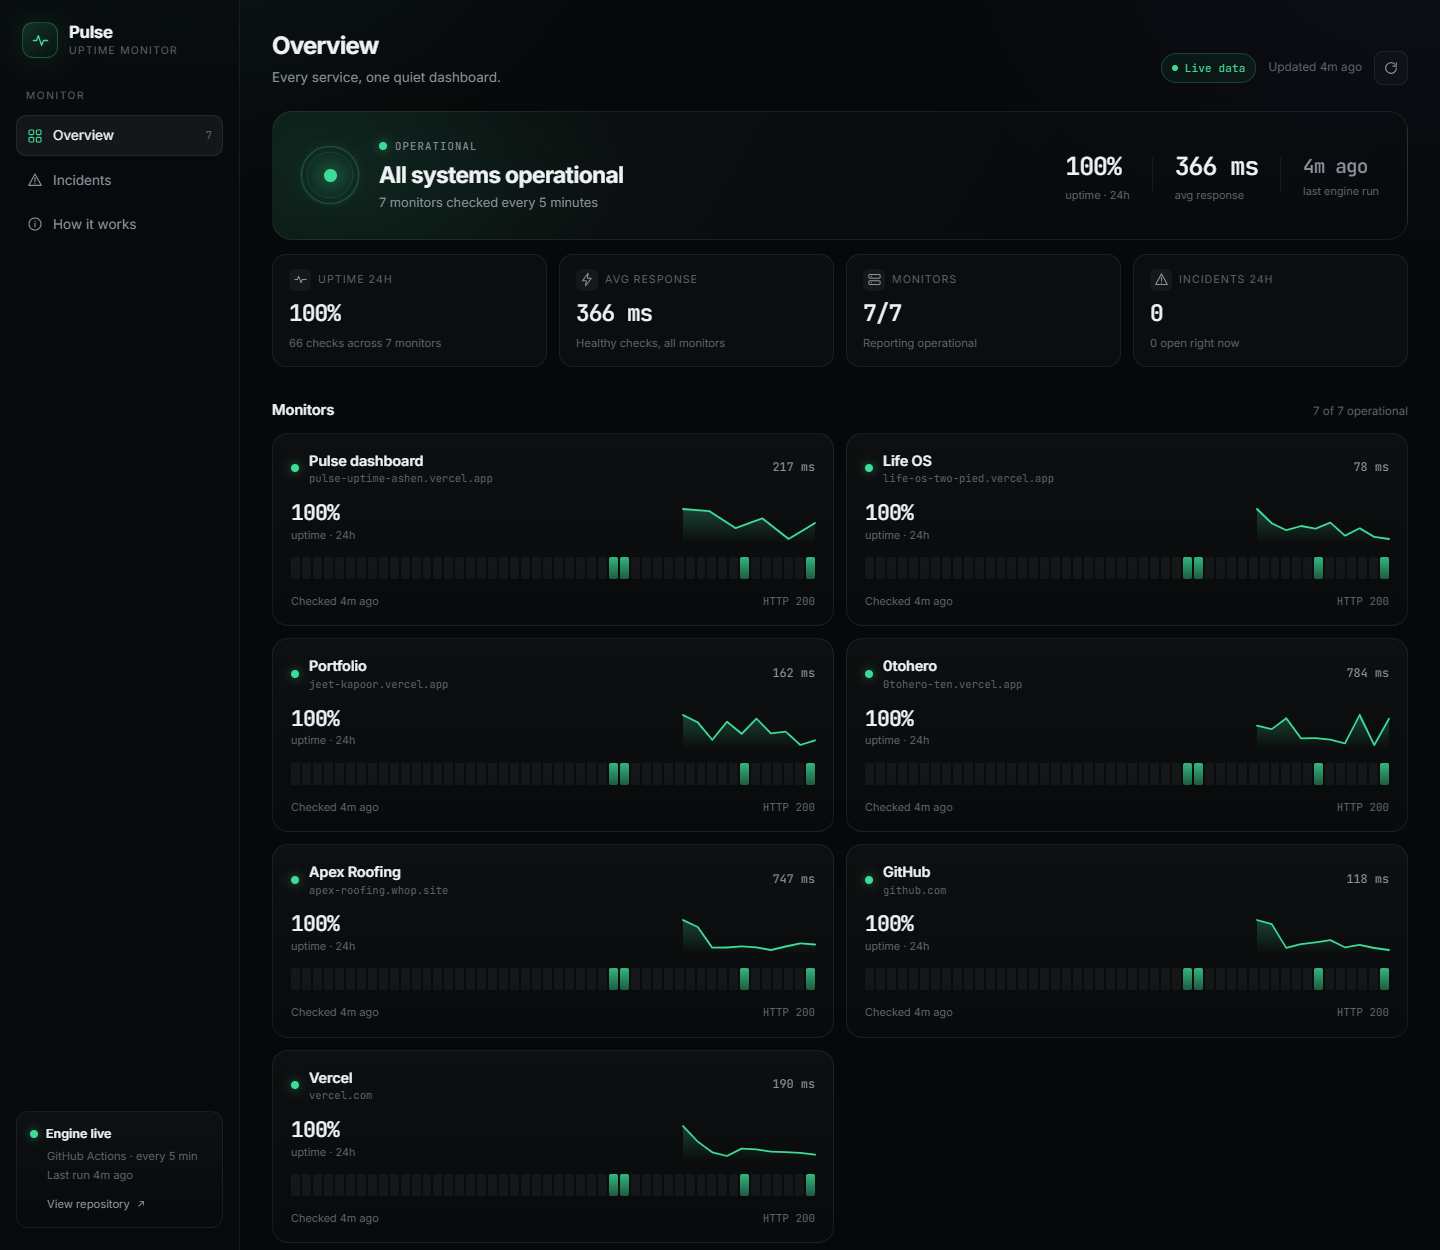 Pulse
UPTIME MONITOR
MONITOR
Overview 7
Incidents
How it works
Engine live
GitHub Actions · every 5 min
Last run 4m ago
View repository ↗
Overview
Every service, one quiet dashboard.
Live data Updated 4m ago
OPERATIONAL
All systems operational
7 monitors checked every 5 minutes
100%
uptime · 24h
366 ms
avg response
4m ago
last engine run
UPTIME 24H
100%
66 checks across 7 monitors
AVG RESPONSE
366 ms
Healthy checks, all monitors
MONITORS
7/7
Reporting operational
INCIDENTS 24H
0
0 open right now
Monitors 7 of 7 operational
Pulse dashboard 217 ms
pulse-uptime-ashen.vercel.app
100%
uptime · 24h
Checked 4m ago HTTP 200
Life OS 78 ms
life-os-two-pied.vercel.app
100%
uptime · 24h
Checked 4m ago HTTP 200
Portfolio 162 ms
jeet-kapoor.vercel.app
100%
uptime · 24h
Checked 4m ago HTTP 200
0tohero 784 ms
0tohero-ten.vercel.app
100%
uptime · 24h
Checked 4m ago HTTP 200
Apex Roofing 747 ms
apex-roofing.whop.site
100%
uptime · 24h
Checked 4m ago HTTP 200
GitHub 118 ms
github.com
100%
uptime · 24h
Checked 4m ago HTTP 200
Vercel 190 ms
vercel.com
100%
uptime · 24h
Checked 4m ago HTTP 200